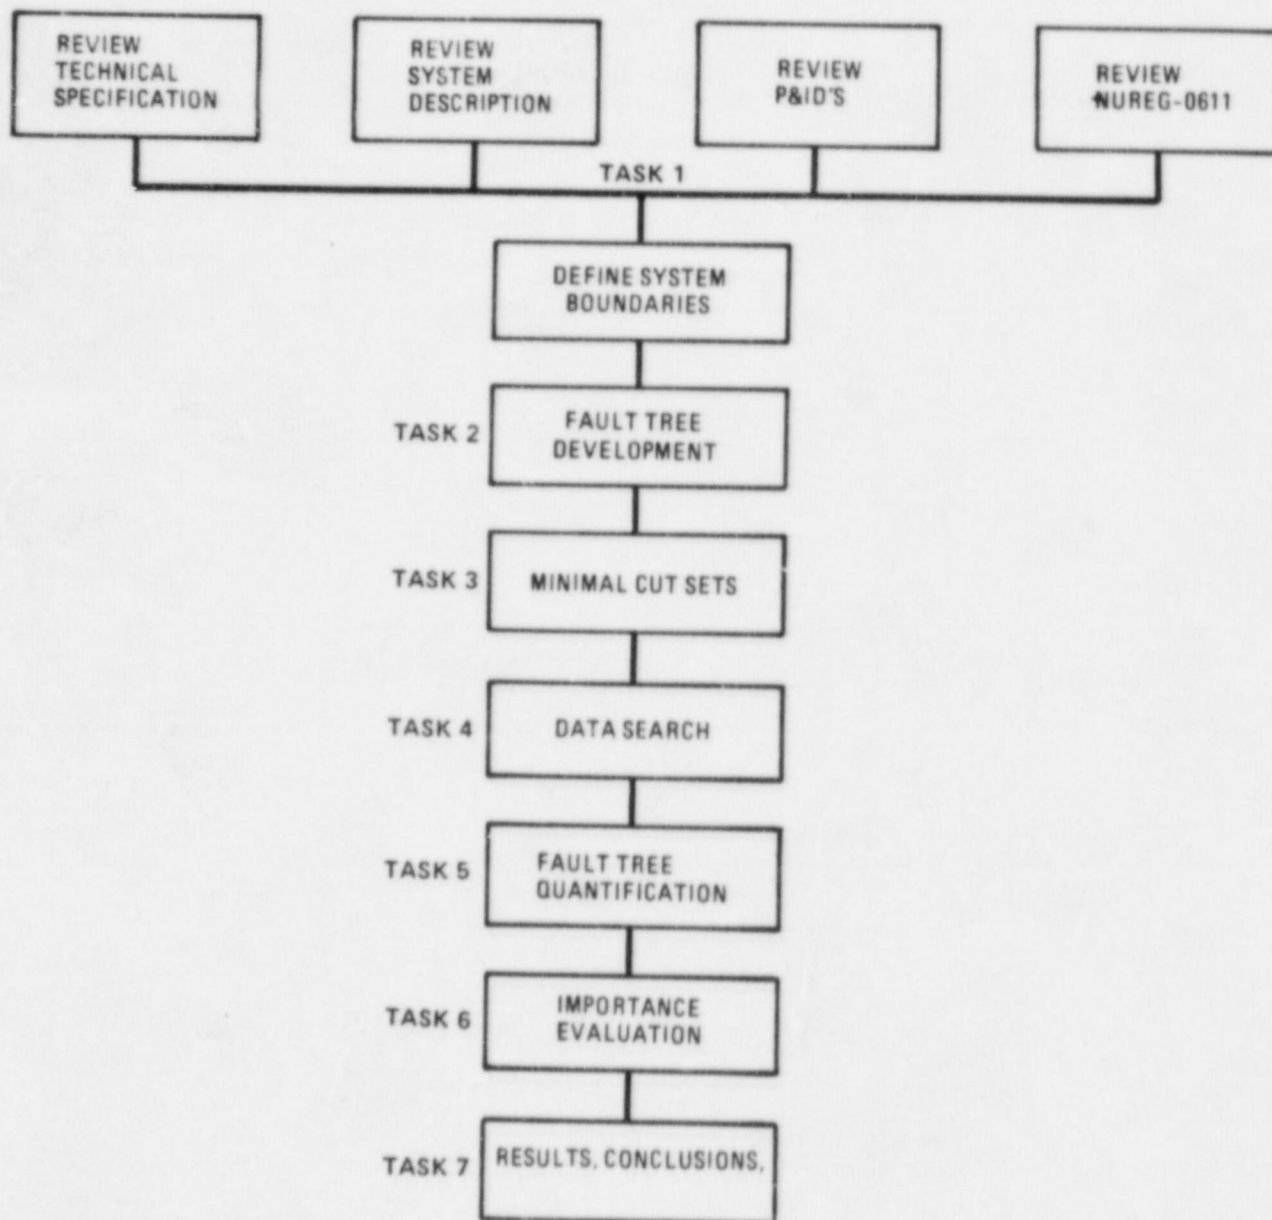 REVIEW
TECHNICAL
SPECIFICATION
REVIEW
SYSTEM
DESCRIPTION
REVIEW
P&ID'S
REVIEW
NUREG-0611
TASK 1
DEFINE SYSTEM
BOUNDARIES
TASK 2
FAULT TREE
DEVELOPMENT
TASK 3
MINIMAL CUT SETS
TASK 4
DATA SEARCH
TASK 5
FAULT TREE
QUANTIFICATION
TASK 6
IMPORTANCE
EVALUATION
TASK 7
RESULTS, CONCLUSIONS,